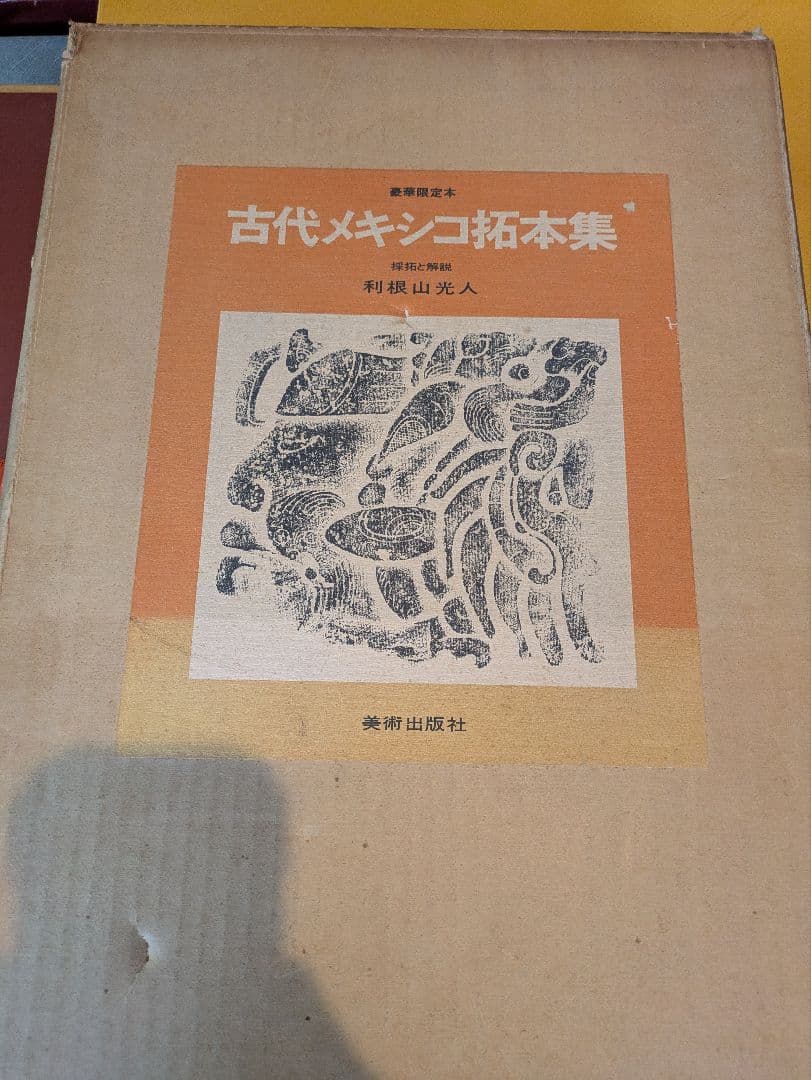 豪華限定本
古代メキシコ拓本集
採拓と解説
利根山光人
美術出版社